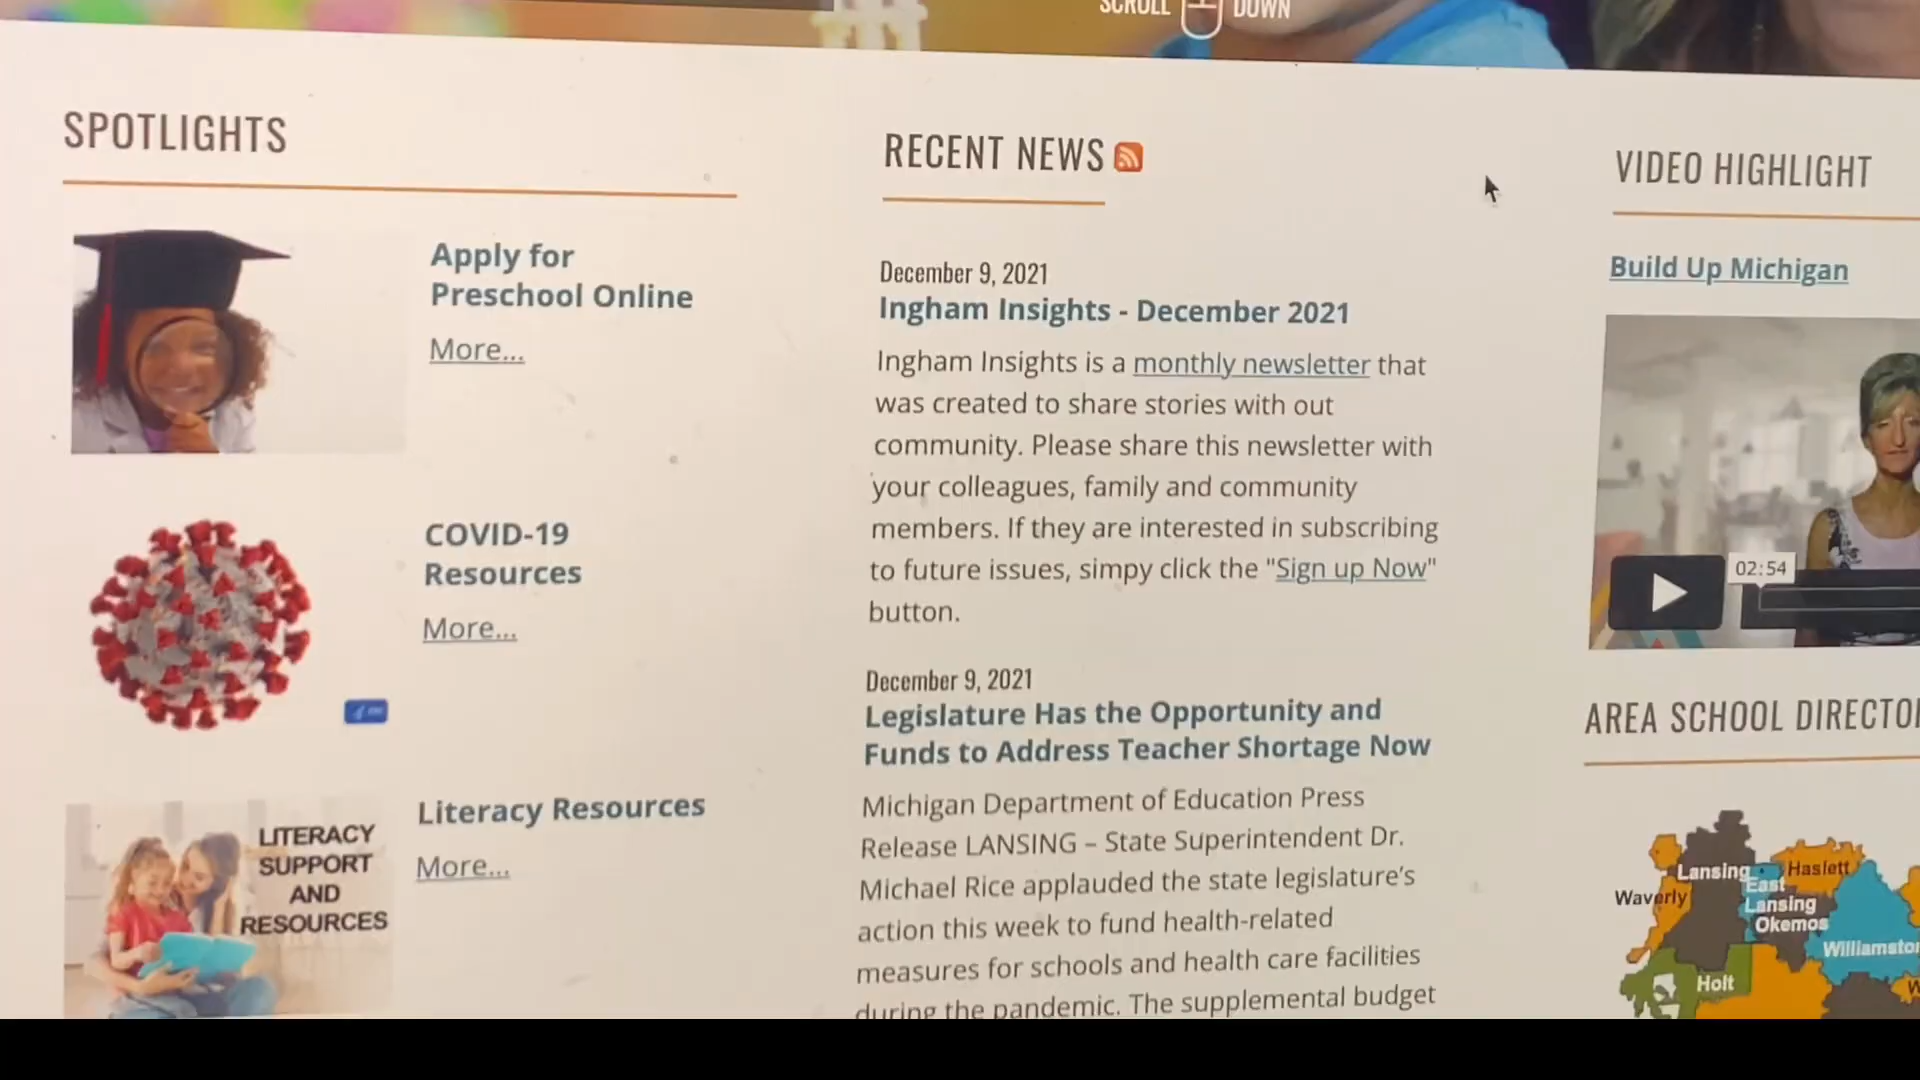 SCROLL DOWN
SPOTLIGHTS
Apply for
Preschool Online
More...
COVID-19
Resources
More...
LITERACY
SUPPORT
AND
RESOURCES
Literacy Resources
More...
RECENT NEWS
December 9, 2021
Ingham Insights - December 2021
Ingham Insights is a monthly newsletter that
was created to share stories with out
community. Please share this newsletter with
your colleagues, family and community
members. If they are interested in subscribing
to future issues, simpy click the "Sign up Now"
button.
December 9, 2021
Legislature Has the Opportunity and
Funds to Address Teacher Shortage Now
Michigan Department of Education Press
Release LANSING – State Superintendent Dr.
Michael Rice applauded the state legislature's
action this week to fund health-related
measures for schools and health care facilities
during the pandemic. The supplemental budget
VIDEO HIGHLIGHT
Build Up Michigan
02:54
AREA SCHOOL DIRECTO
Lansing
Haslett
Waverly
East
Lansing
Okemos
Williamsto
Holt
W